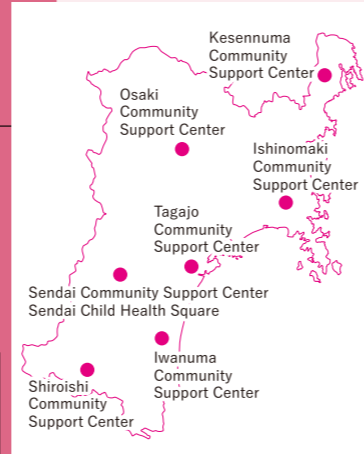 Kesennuma
Community
Support Center
Osaki
Community
Support Center
Ishinomaki
Community
Support Center
Tagajo
Community
Support Center
Sendai Community Support Center
Sendai Child Health Square
Iwanuma
Community
Support Center
Shiroishi
Community
Support Center